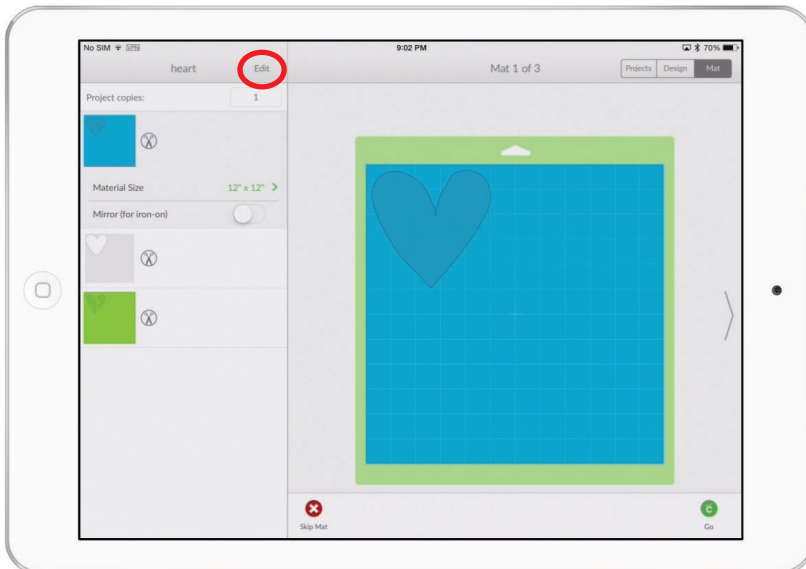 No SIM VPN 9:02 PM 70%
heart Edit Mat 1 of 3 Projects Design Mat
Project copies: 1
Material Size 12" x 12" >
Mirror (for iron-on)
Skip Mat Go